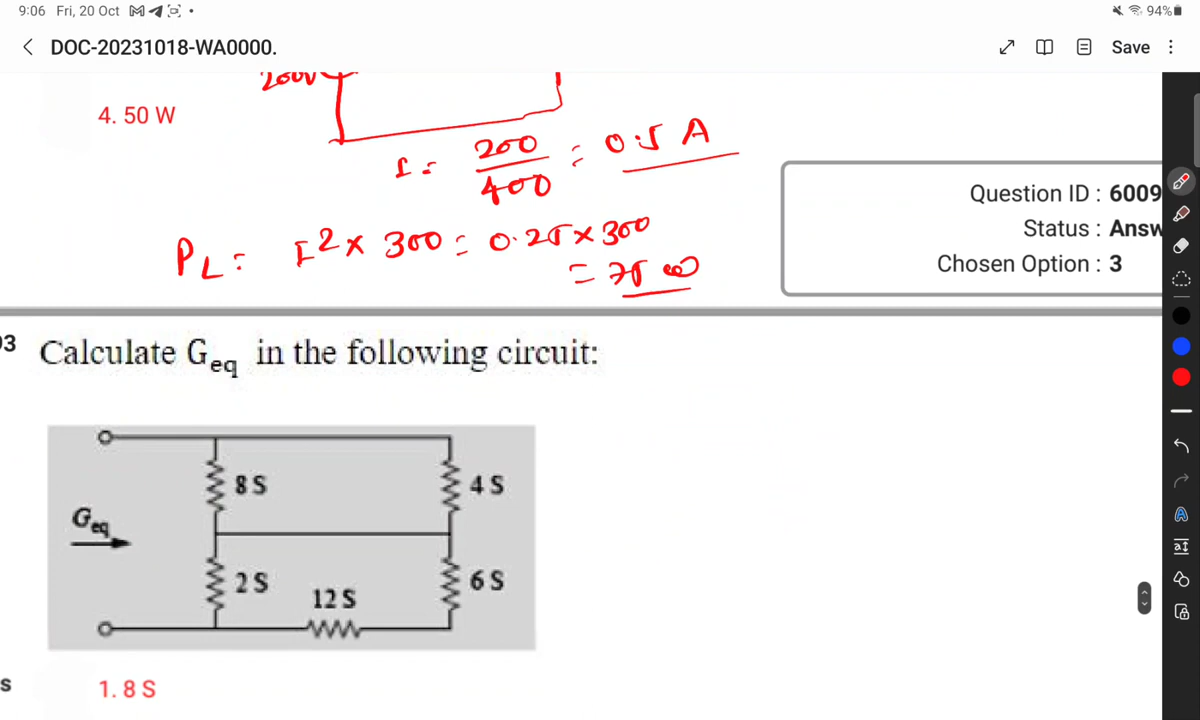 9:06 Fri, 20 Oct
94%
DOC-20231018-WA0000.
Save
200V
4. 50 W
I = 200/400 = 0.5 A
Question ID : 6009
Status : Answ
Chosen Option : 3
PL = I² x 300 = 0.25 x 300
= 75 W
03 Calculate Geq in the following circuit:
8 S
4 S
Geq
2 S
6 S
12 S
s
1. 8 S